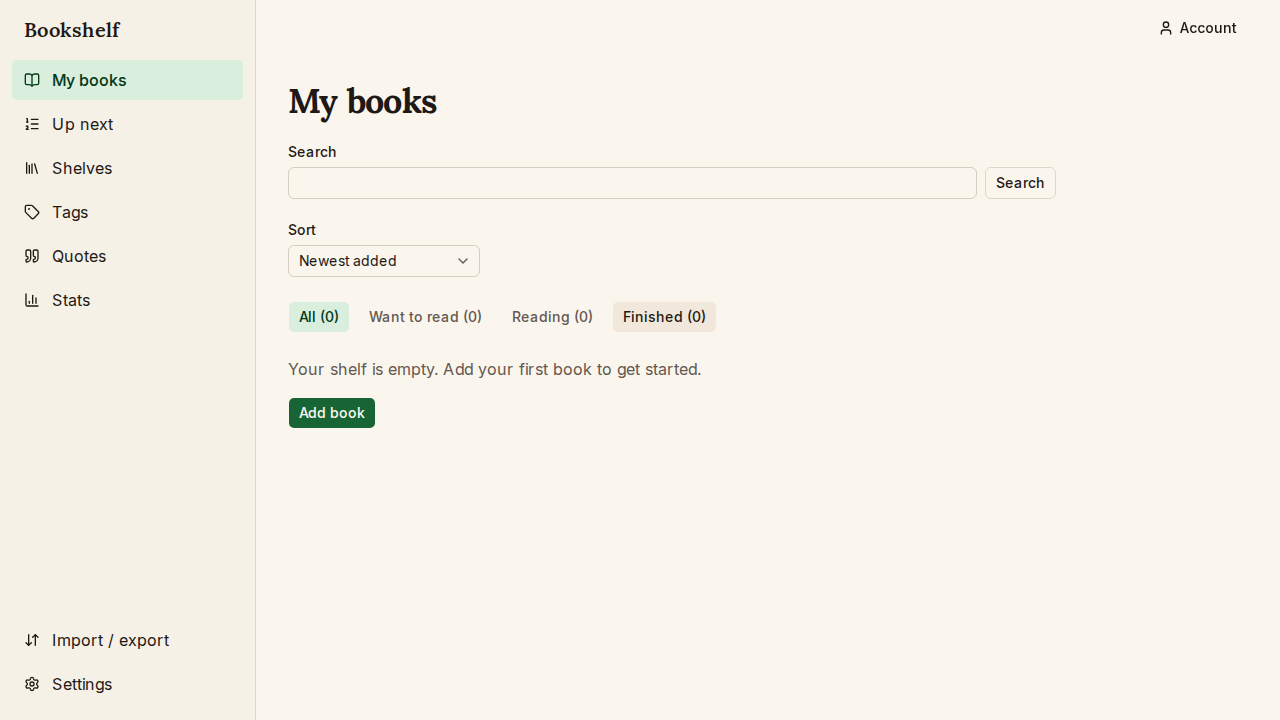 Bookshelf
My books
Up next
Shelves
Tags
Quotes
Stats
Import / export
Settings
Account
My books
Search
Search
Sort
Newest added
All (0) Want to read (0) Reading (0) Finished (0)
Your shelf is empty. Add your first book to get started.
Add book